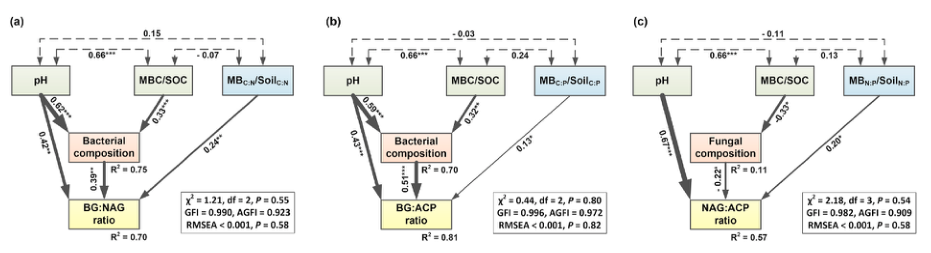 (a)
0.15
0.66***
- 0.07
pH
MBC/SOC
MBC:N/SoilC:N
0.62***
0.33***
0.42**
Bacterial
composition
0.24**
R² = 0.75
0.39**
BG:NAG
ratio
R² = 0.70
χ² = 1.21, df = 2, P = 0.55
GFI = 0.990, AGFI = 0.923
RMSEA < 0.001, P = 0.58
(b)
- 0.03
0.66***
0.24
pH
MBC/SOC
MBC:P/SoilC:P
0.59***
0.32**
0.43***
Bacterial
composition
0.13*
R² = 0.70
0.51***
BG:ACP
ratio
R² = 0.81
χ² = 0.44, df = 2, P = 0.80
GFI = 0.996, AGFI = 0.972
RMSEA < 0.001, P = 0.82
(c)
- 0.11
0.66***
0.13
pH
MBC/SOC
MBN:P/SoilN:P
-0.33*
0.67***
Fungal
composition
0.20*
R² = 0.11
- 0.22*
NAG:ACP
ratio
R² = 0.57
χ² = 2.18, df = 3, P = 0.54
GFI = 0.982, AGFI = 0.909
RMSEA < 0.001, P = 0.58